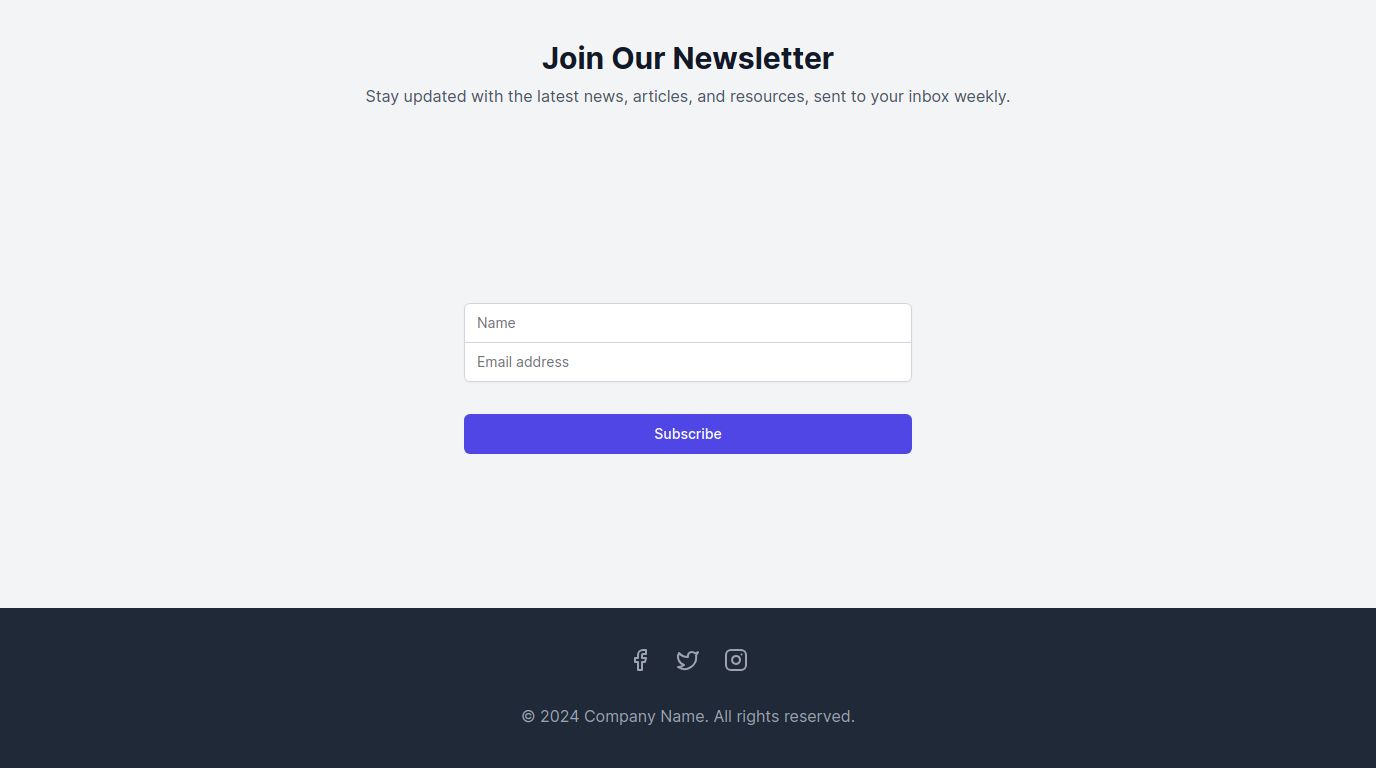 Join Our Newsletter
Stay updated with the latest news, articles, and resources, sent to your inbox weekly.
Name
Email address
Subscribe
© 2024 Company Name. All rights reserved.